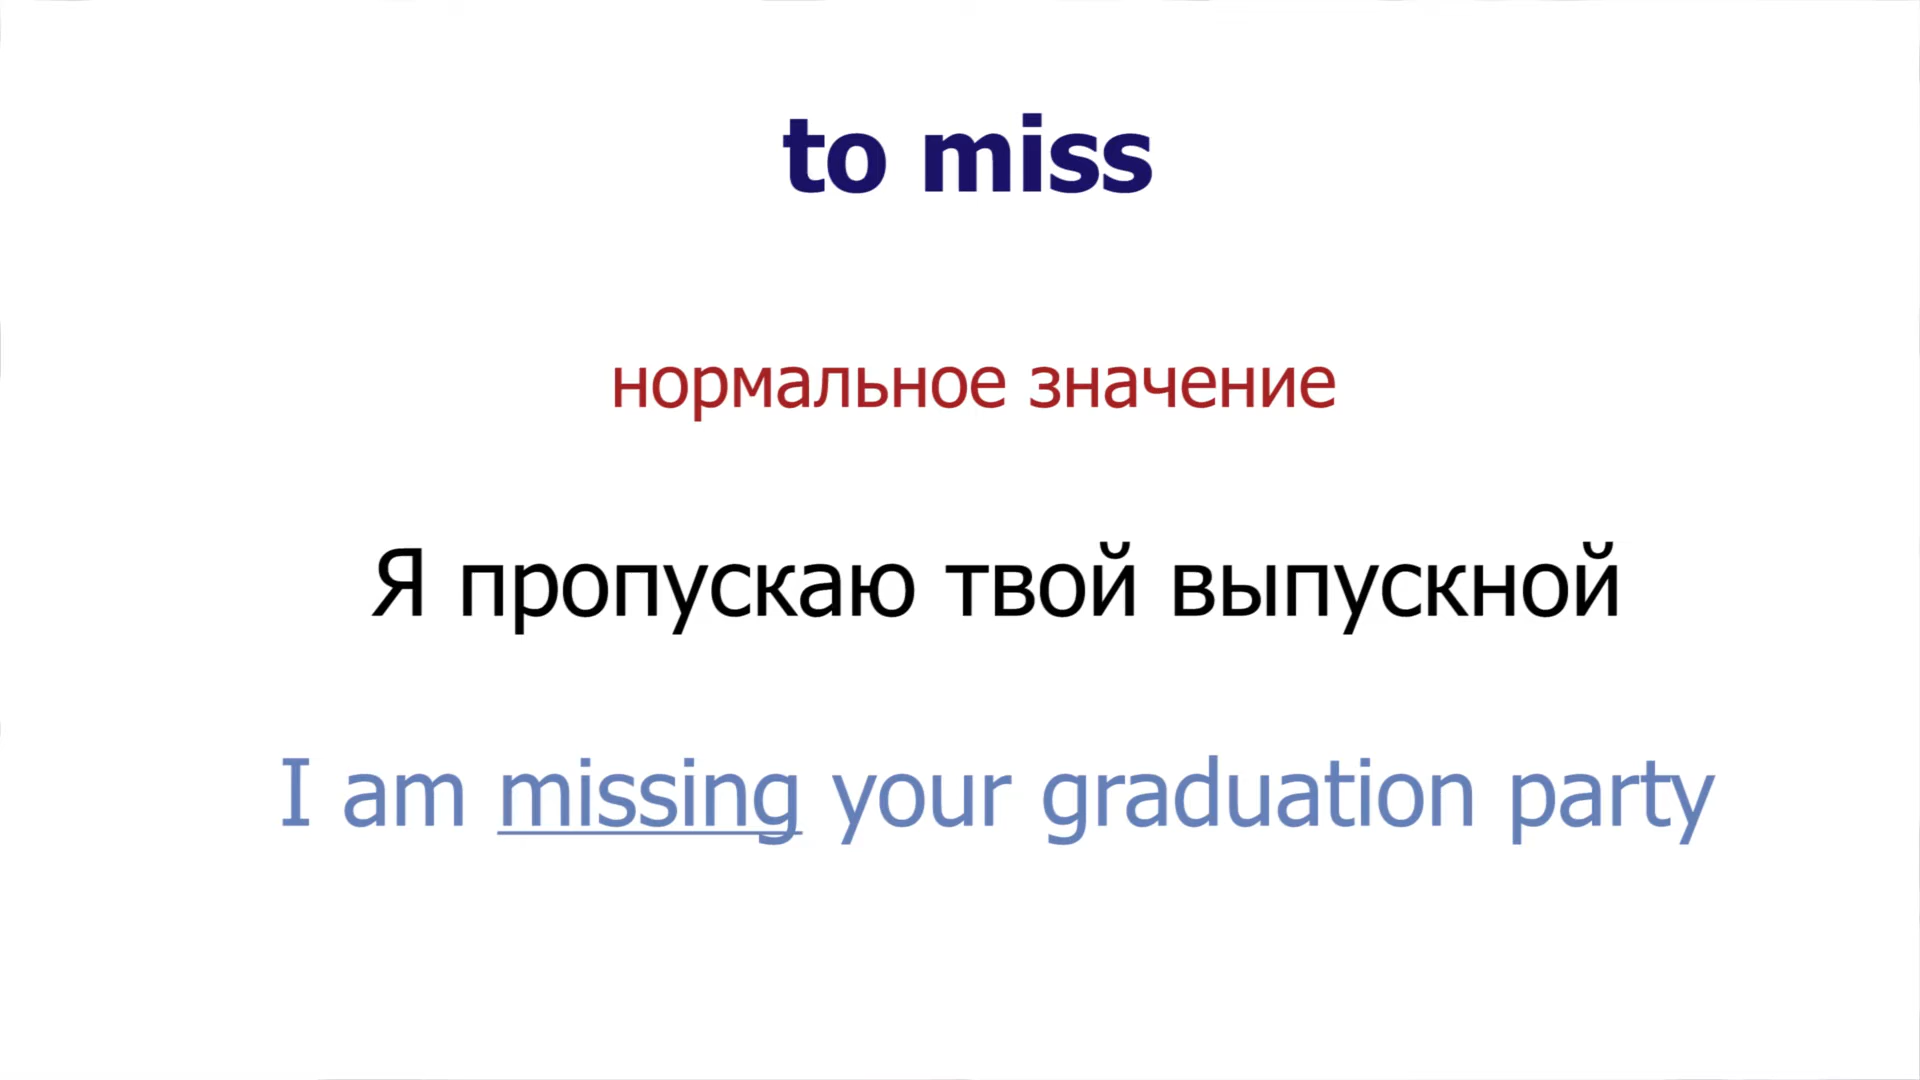 to miss
нормальное значение
Я пропускаю твой выпускной
I am missing your graduation party